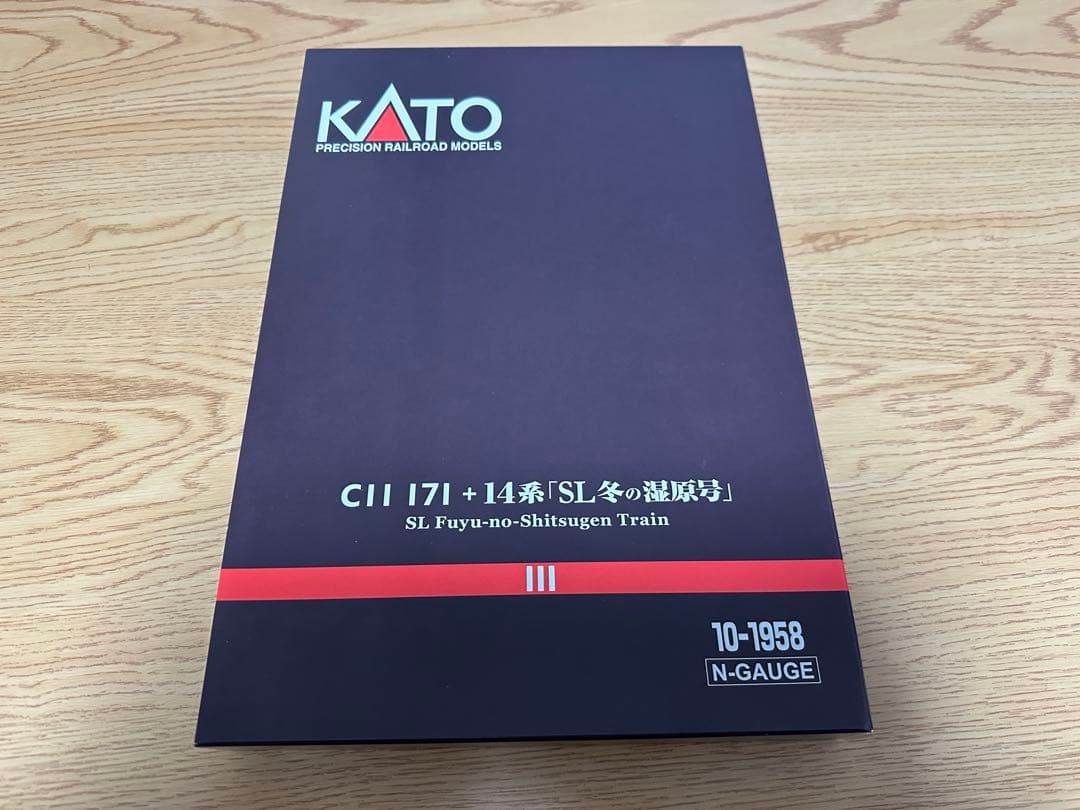 KATO
PRECISION RAILROAD MODELS
C11 171 + 14系「SL冬の湿原号」
SL Fuyu-no-Shitsugen Train
10-1958
N-GAUGE